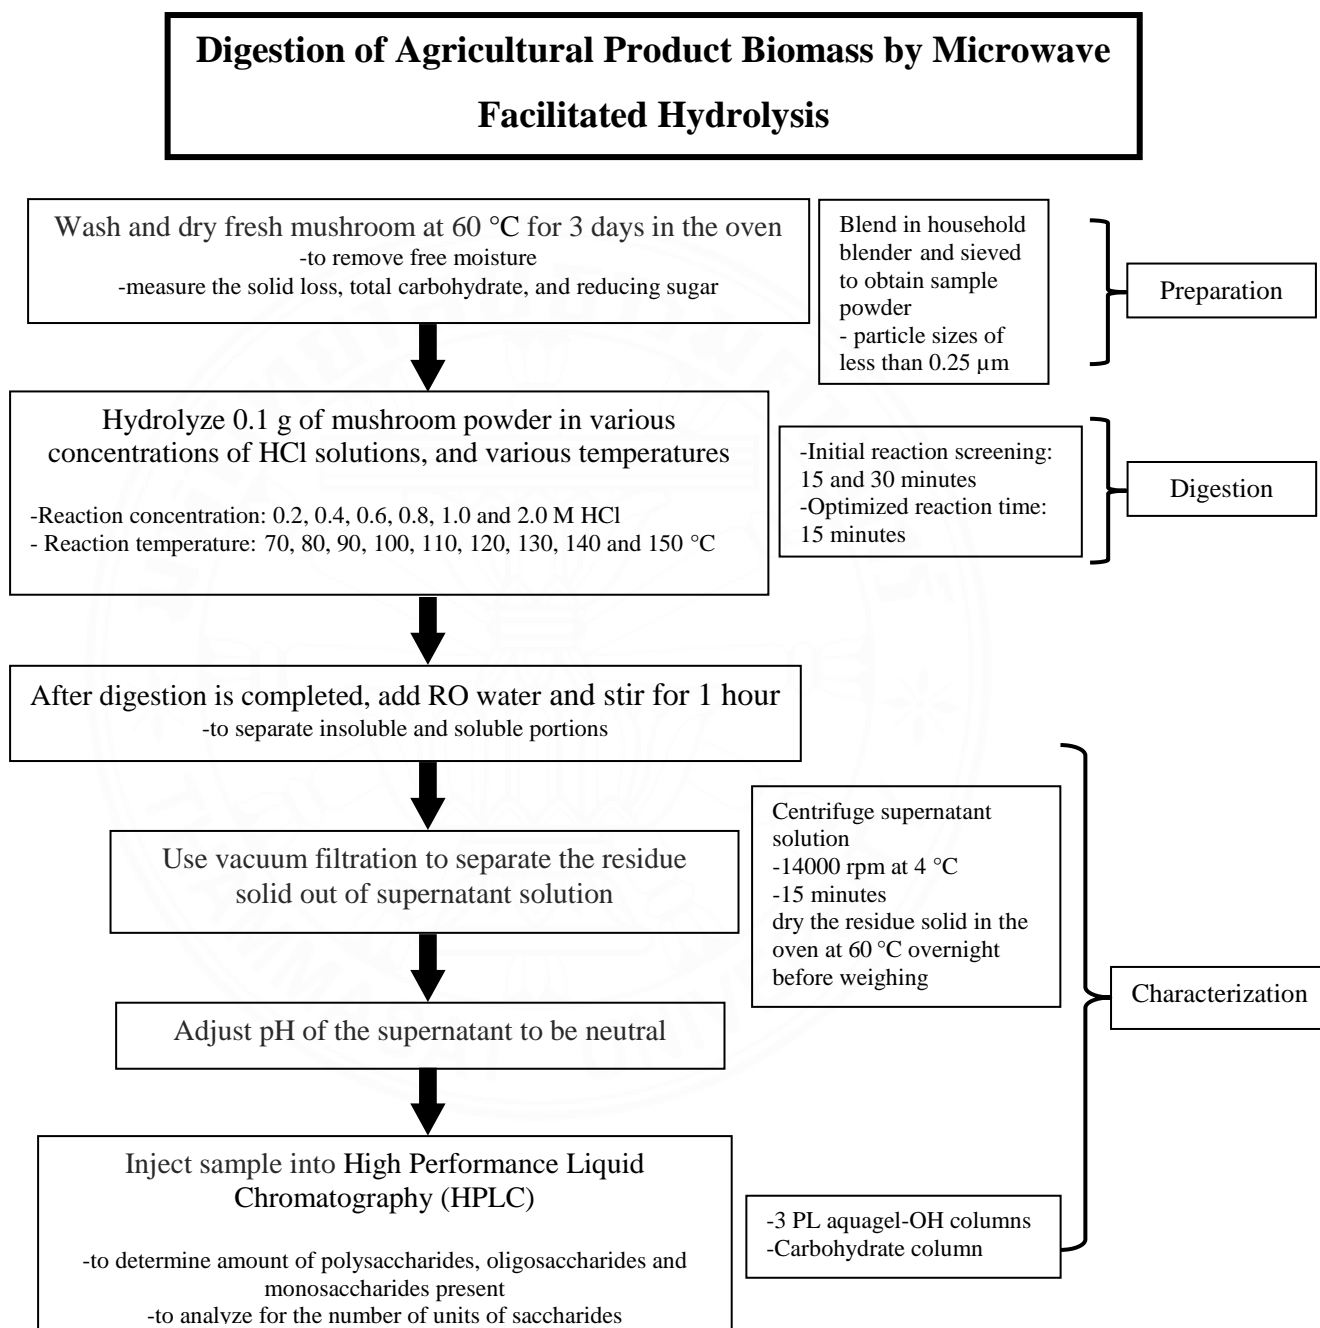 Digestion of Agricultural Product Biomass by Microwave
Facilitated Hydrolysis
Wash and dry fresh mushroom at 60 °C for 3 days in the oven
-to remove free moisture
-measure the solid loss, total carbohydrate, and reducing sugar
Blend in household
blender and sieved
to obtain sample
powder
- particle sizes of
less than 0.25 µm
Preparation
Hydrolyze 0.1 g of mushroom powder in various
concentrations of HCl solutions, and various temperatures
-Reaction concentration: 0.2, 0.4, 0.6, 0.8, 1.0 and 2.0 M HCl
- Reaction temperature: 70, 80, 90, 100, 110, 120, 130, 140 and 150 °C
-Initial reaction screening:
15 and 30 minutes
-Optimized reaction time:
15 minutes
Digestion
After digestion is completed, add RO water and stir for 1 hour
-to separate insoluble and soluble portions
Use vacuum filtration to separate the residue
solid out of supernatant solution
Centrifuge supernatant
solution
-14000 rpm at 4 °C
-15 minutes
dry the residue solid in the
oven at 60 °C overnight
before weighing
Characterization
Adjust pH of the supernatant to be neutral
Inject sample into High Performance Liquid
Chromatography (HPLC)
-to determine amount of polysaccharides, oligosaccharides and
monosaccharides present
-to analyze for the number of units of saccharides
-3 PL aquagel-OH columns
-Carbohydrate column